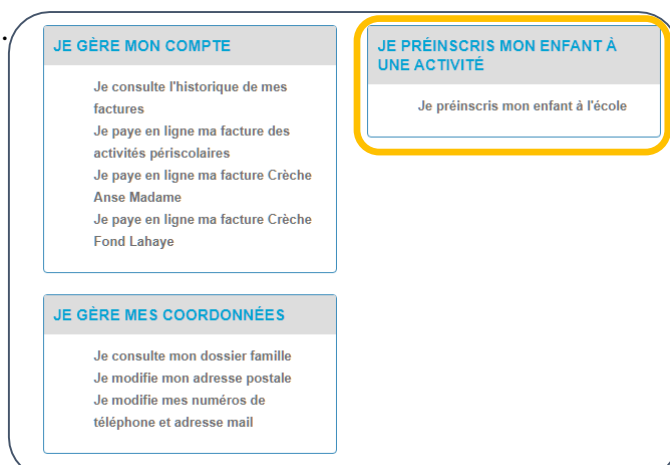 JE GÈRE MON COMPTE
Je consulte l'historique de mes
factures
Je paye en ligne ma facture des
activités périscolaires
Je paye en ligne ma facture Crèche
Anse Madame
Je paye en ligne ma facture Crèche
Fond Lahaye
JE PRÉINSCRIS MON ENFANT À
UNE ACTIVITÉ
Je préinscris mon enfant à l'école
JE GÈRE MES COORDONNÉES
Je consulte mon dossier famille
Je modifie mon adresse postale
Je modifie mes numéros de
téléphone et adresse mail